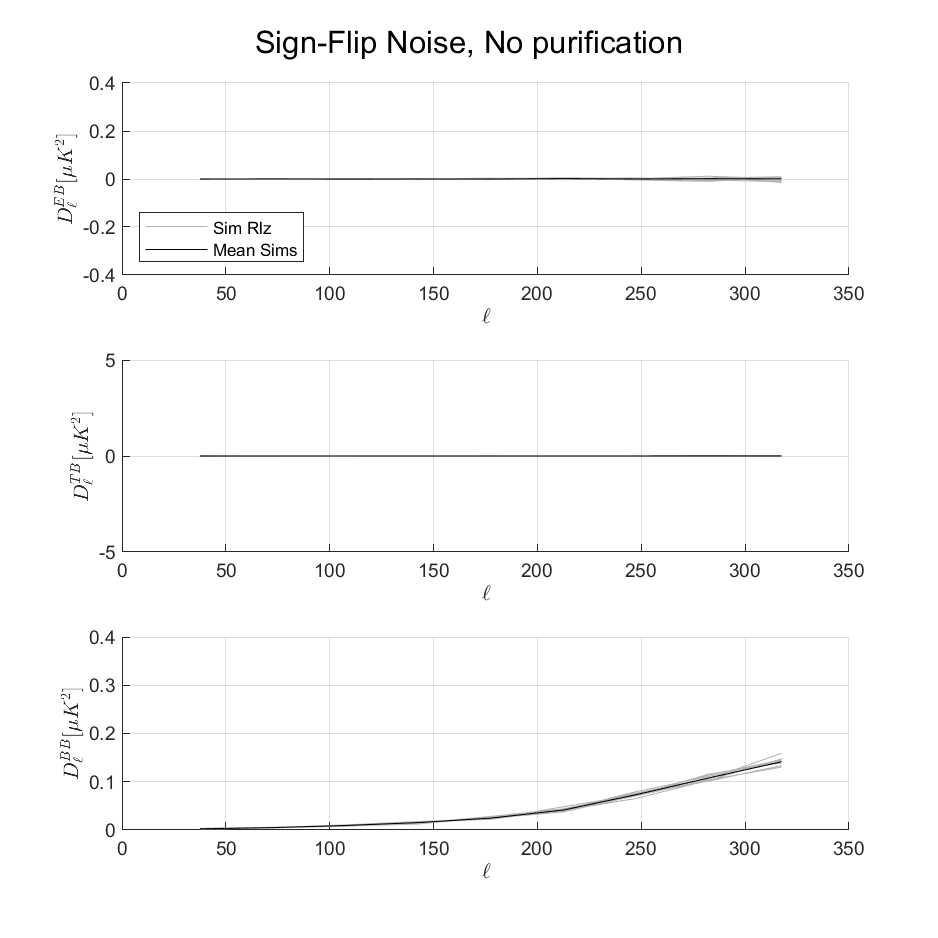 Sign-Flip Noise, No purification
0.4
0.2
0
-0.2
-0.4
D_ℓ^{EB}[μK^2]
Sim Rlz
Mean Sims
0 50 100 150 200 250 300 350
ℓ
5
0
-5
D_ℓ^{TB}[μK^2]
0 50 100 150 200 250 300 350
ℓ
0.4
0.3
0.2
0.1
0
D_ℓ^{BB}[μK^2]
0 50 100 150 200 250 300 350
ℓ